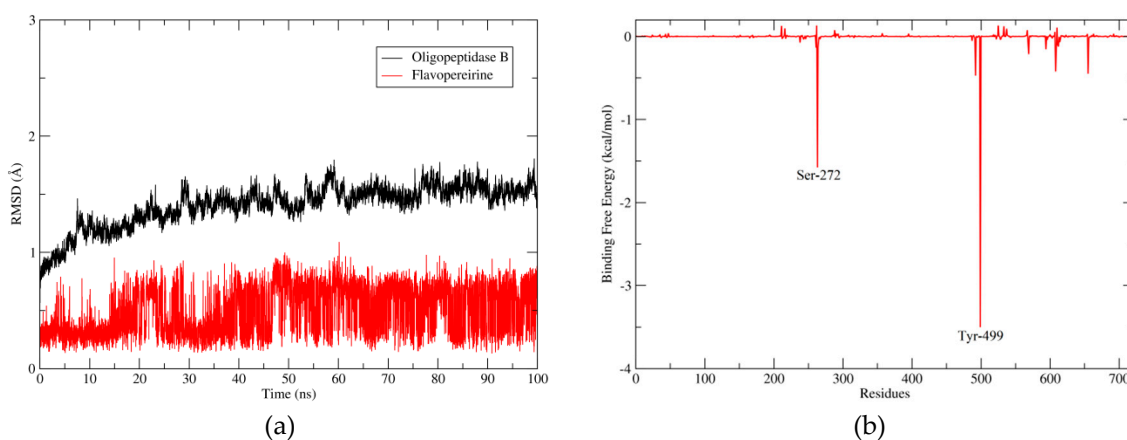 3
2
1
0
RMSD (Å)
Oligopeptidase B
Flavopereirine
0 10 20 30 40 50 60 70 80 90 100
Time (ns)
(a)
0
-1
-2
-3
-4
Binding Free Energy (kcal/mol)
Ser-272
Tyr-499
0 100 200 300 400 500 600 700
Residues
(b)